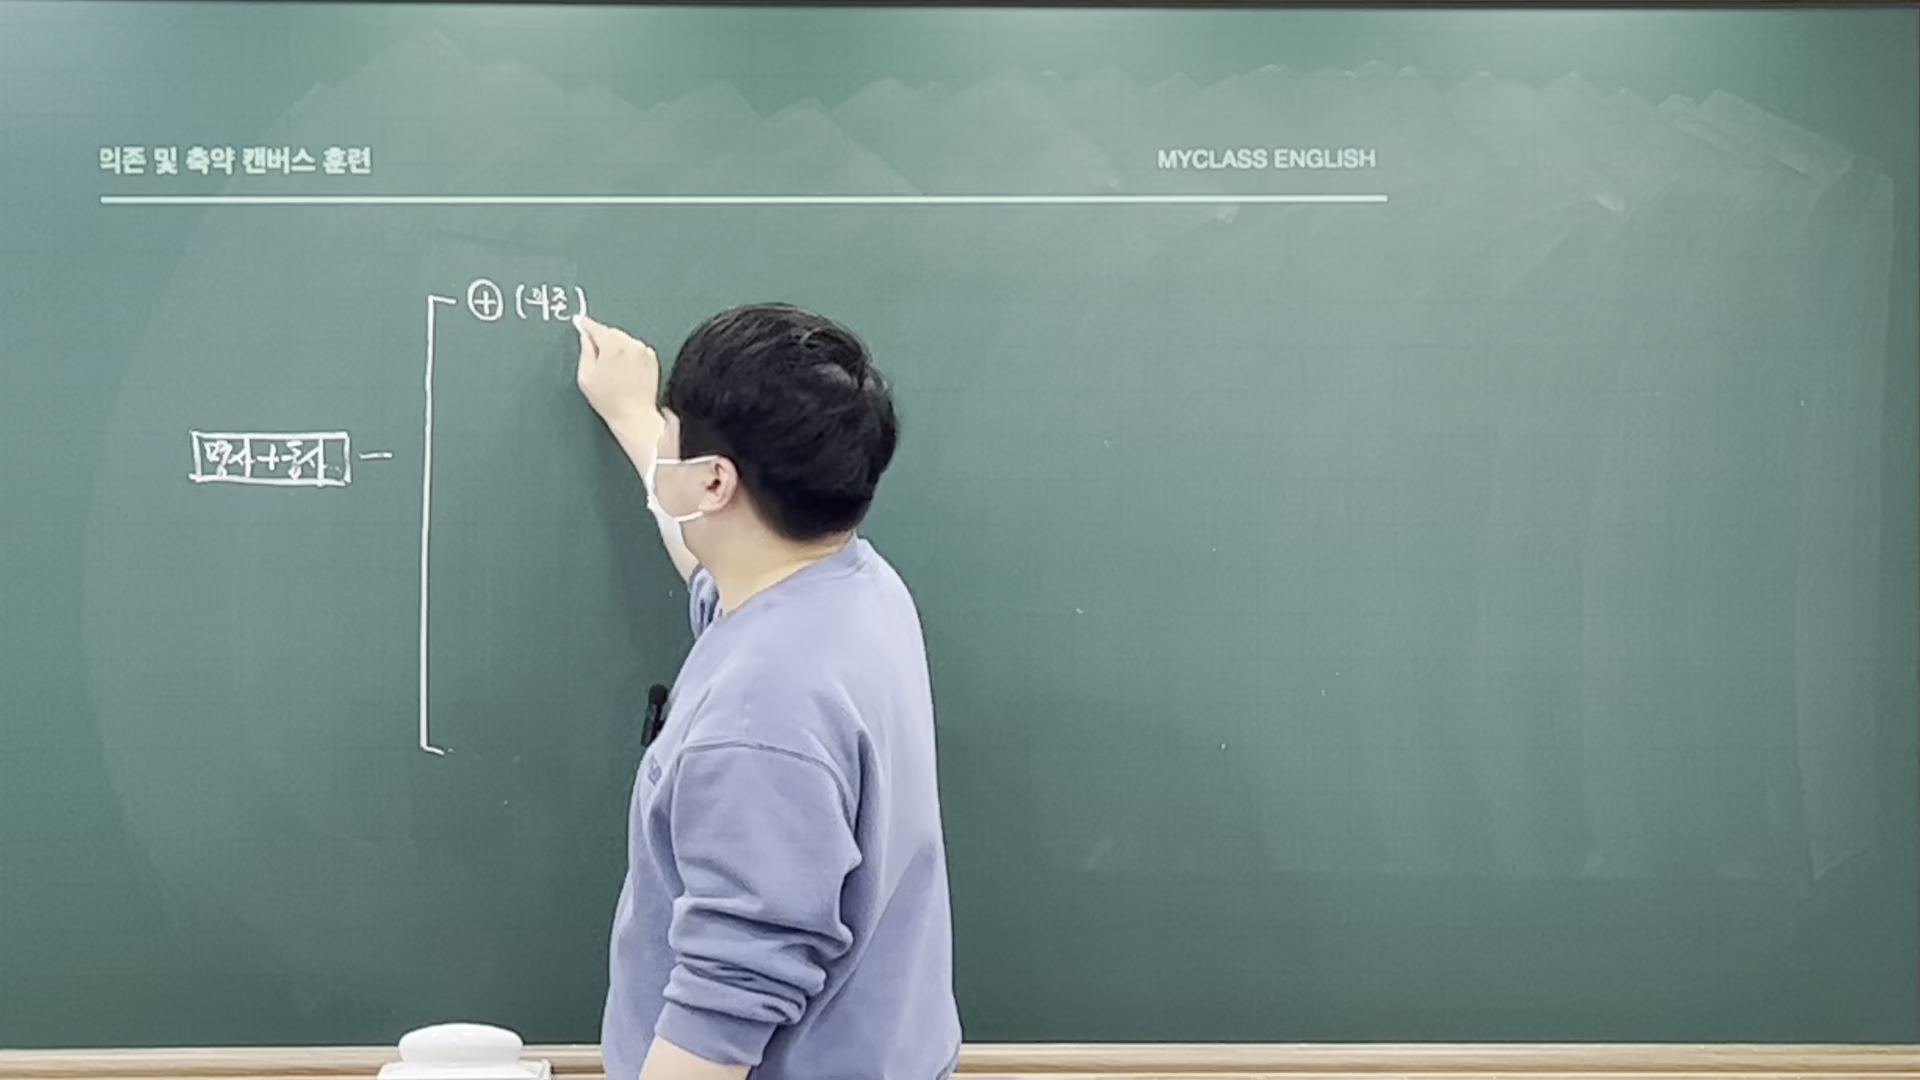 의존 및 축약 캔버스 훈련
MYCLASS ENGLISH
⊕ (의존)
명사+동사 —